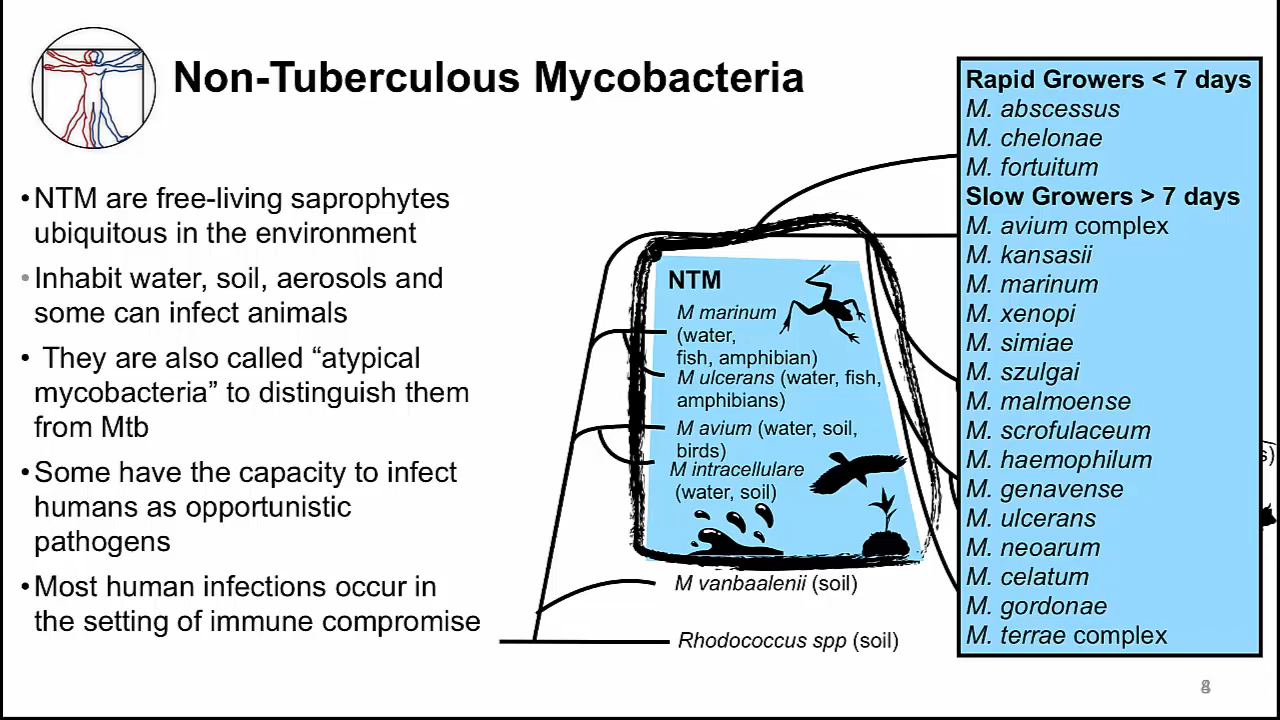 Non-Tuberculous Mycobacteria
•NTM are free-living saprophytes
ubiquitous in the environment
•Inhabit water, soil, aerosols and
some can infect animals
• They are also called “atypical
mycobacteria” to distinguish them
from Mtb
•Some have the capacity to infect
humans as opportunistic
pathogens
•Most human infections occur in
the setting of immune compromise
NTM
M marinum
(water,
fish, amphibian)
M ulcerans (water, fish,
amphibians)
M avium (water, soil,
birds)
M intracellulare
(water, soil)
M vanbaalenii (soil)
Rhodococcus spp (soil)
Rapid Growers < 7 days
M. abscessus
M. chelonae
M. fortuitum
Slow Growers > 7 days
M. avium complex
M. kansasii
M. marinum
M. xenopi
M. simiae
M. szulgai
M. malmoense
M. scrofulaceum
M. haemophilum
M. genavense
M. ulcerans
M. neoarum
M. celatum
M. gordonae
M. terrae complex